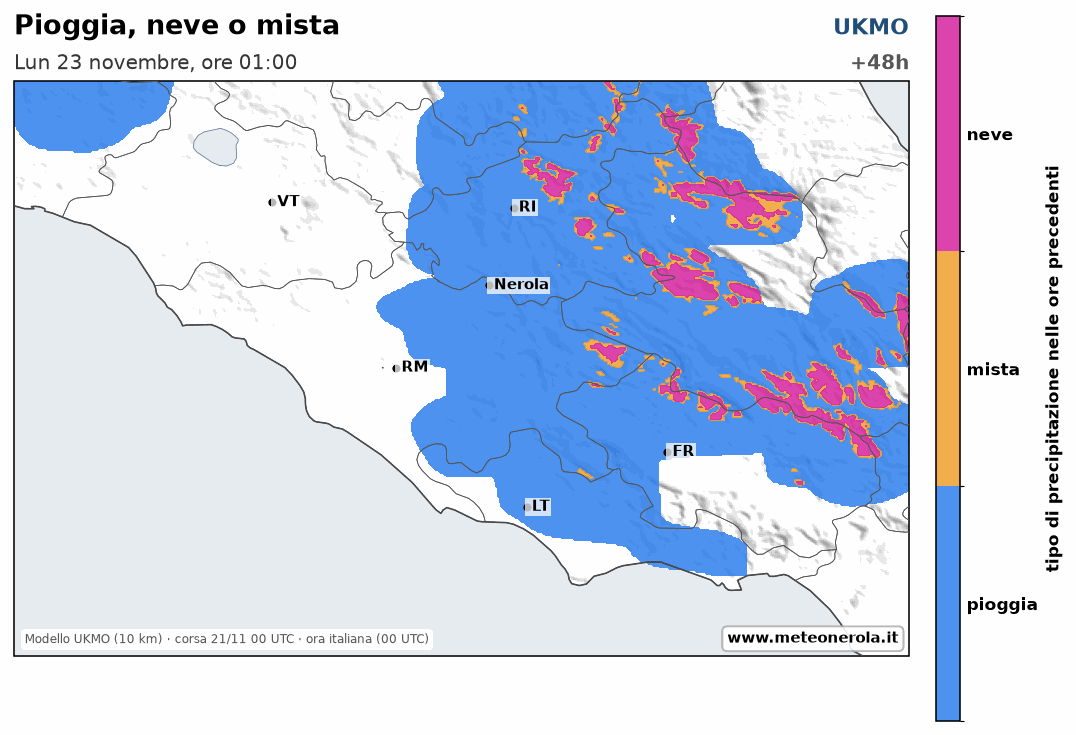 Pioggia, neve o mista
UKMO
Lun 23 novembre, ore 01:00
+48h
neve
VT
RI
Nerola
tipo di precipitazione nelle ore precedenti
RM
mista
FR
LT
pioggia
Modello UKMO (10 km) · corsa 21/11 00 UTC · ora italiana (00 UTC)
www.meteonerola.it